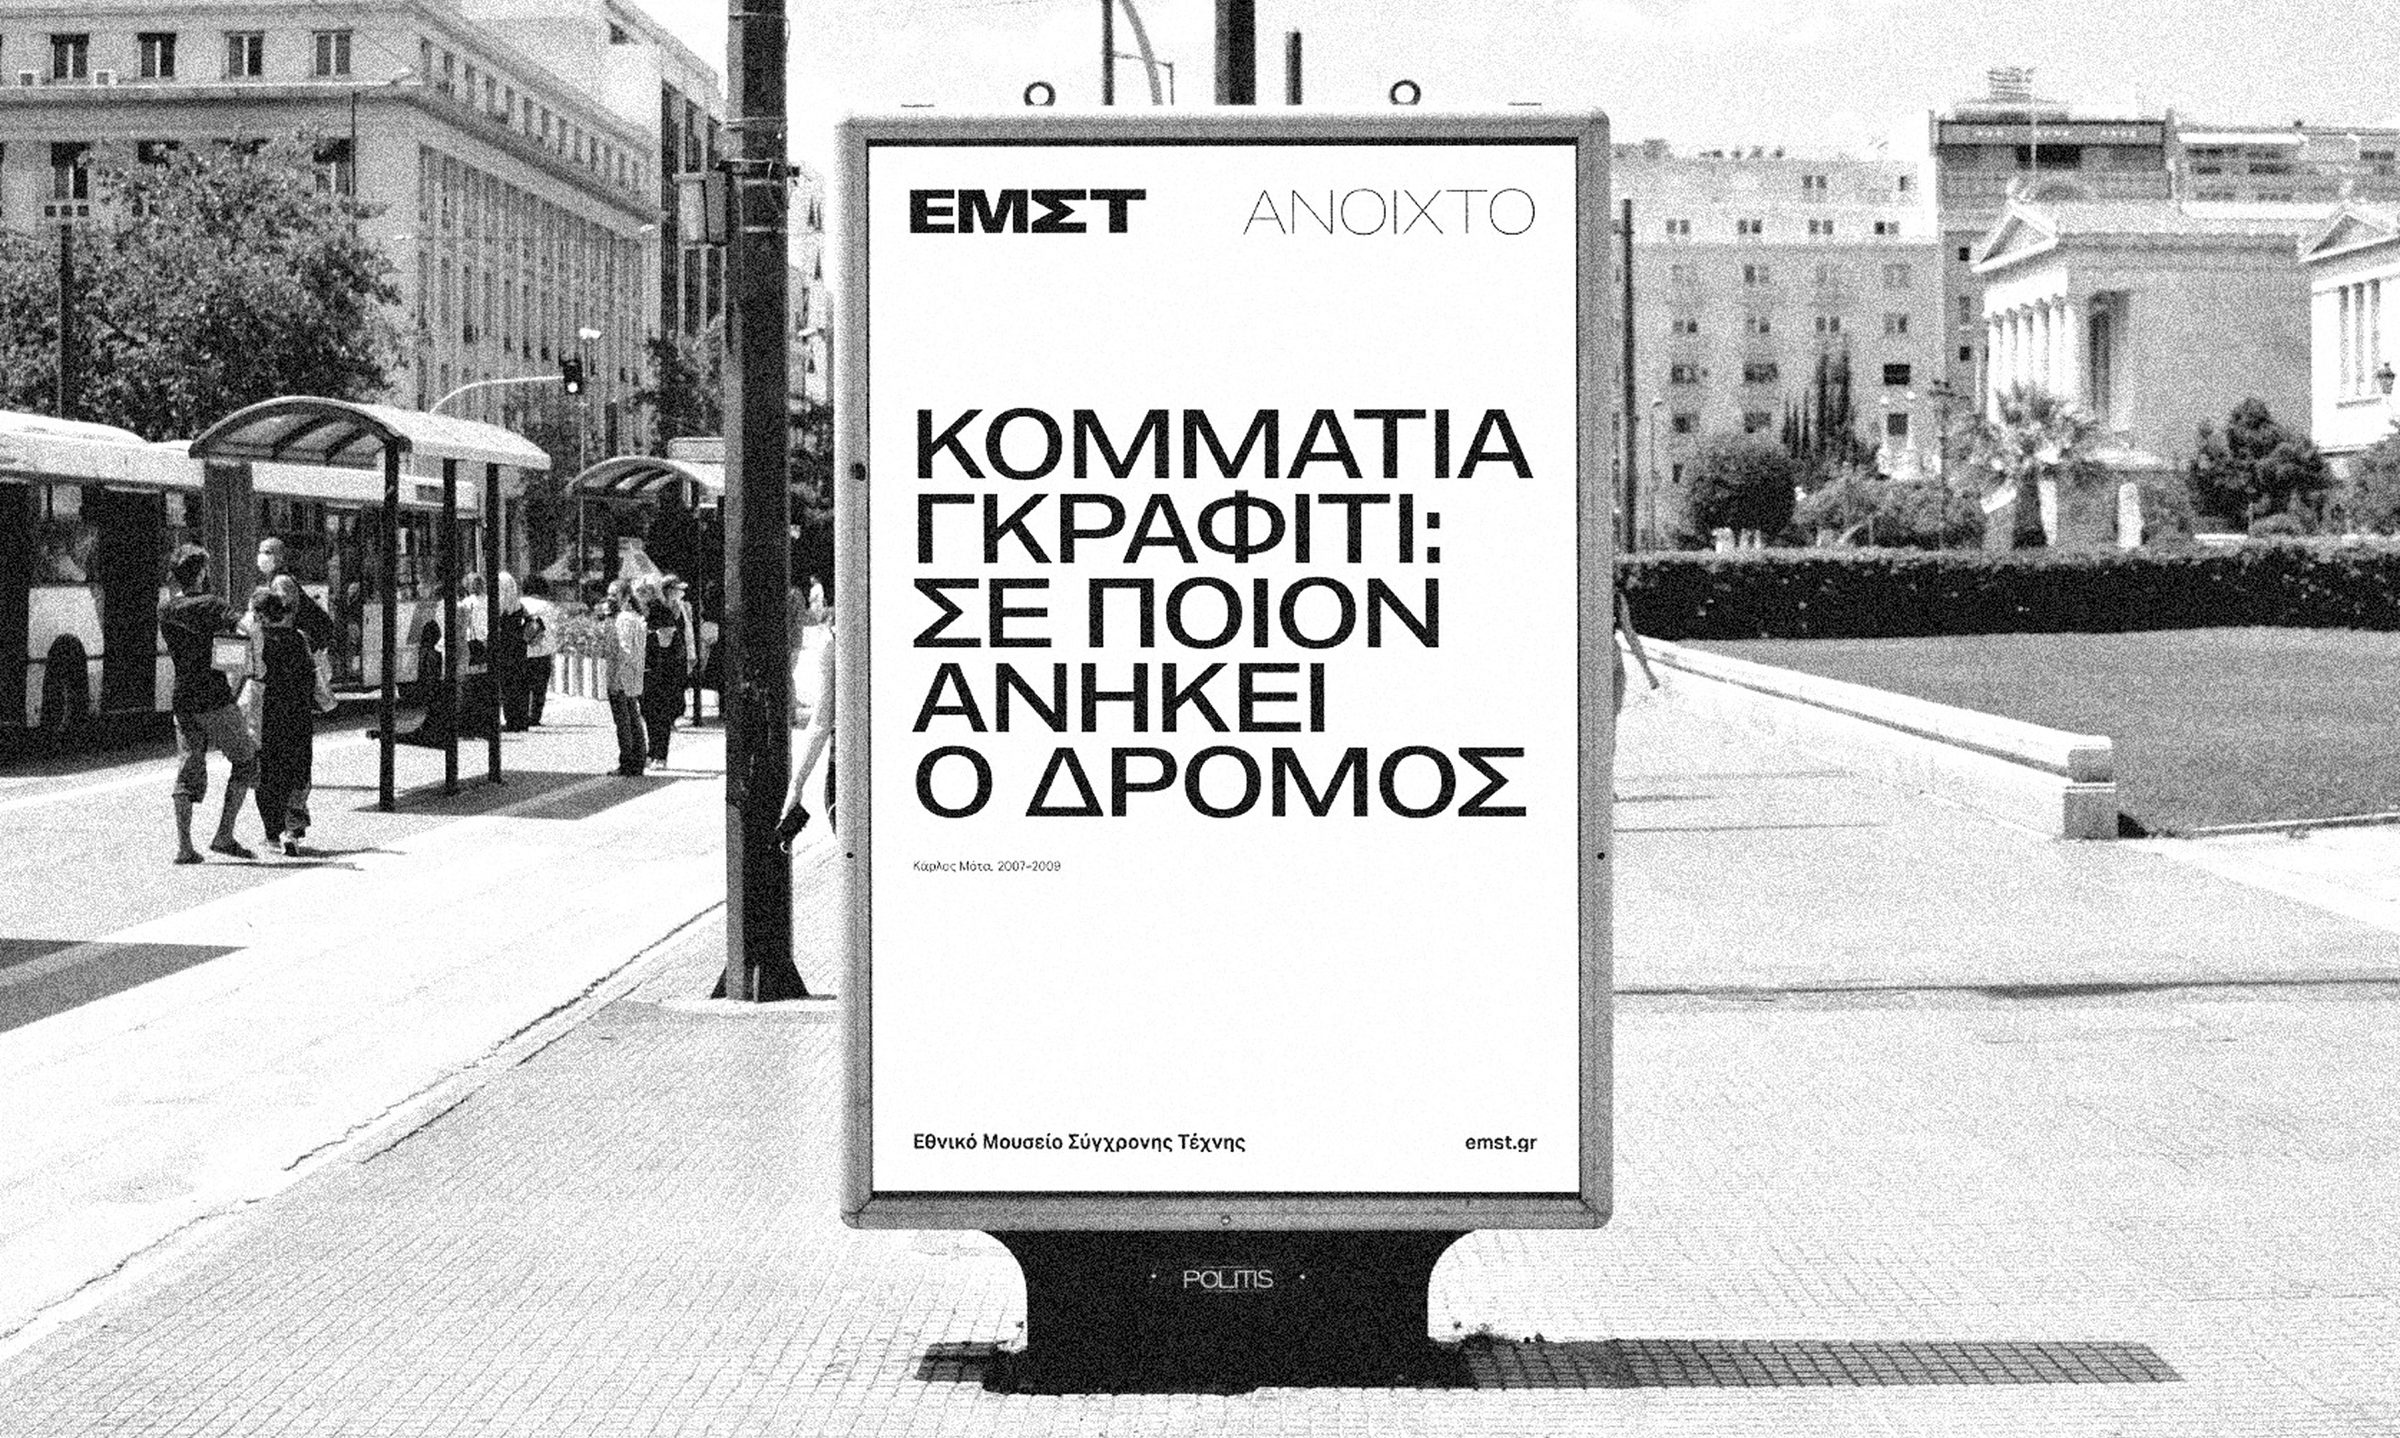 ΕΜΣΤ ΑΝΟΙΧΤΟ
ΚΟΜΜΑΤΙΑ
ΓΚΡΑΦΙΤΙ:
ΣΕ ΠΟΙΟΝ
ΑΝΗΚΕΙ
Ο ΔΡΟΜΟΣ
Κάρλος Μότα, 2007–2009
Εθνικό Μουσείο Σύγχρονης Τέχνης emst.gr
POLITIS